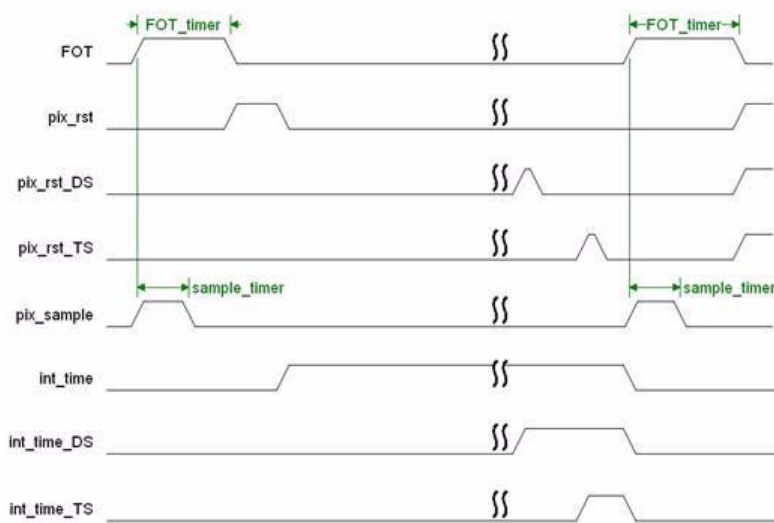 FOT_timer FOT_timer
FOT
pix_rst
pix_rst_DS
pix_rst_TS
sample_timer sample_timer
pix_sample
int_time
int_time_DS
int_time_TS